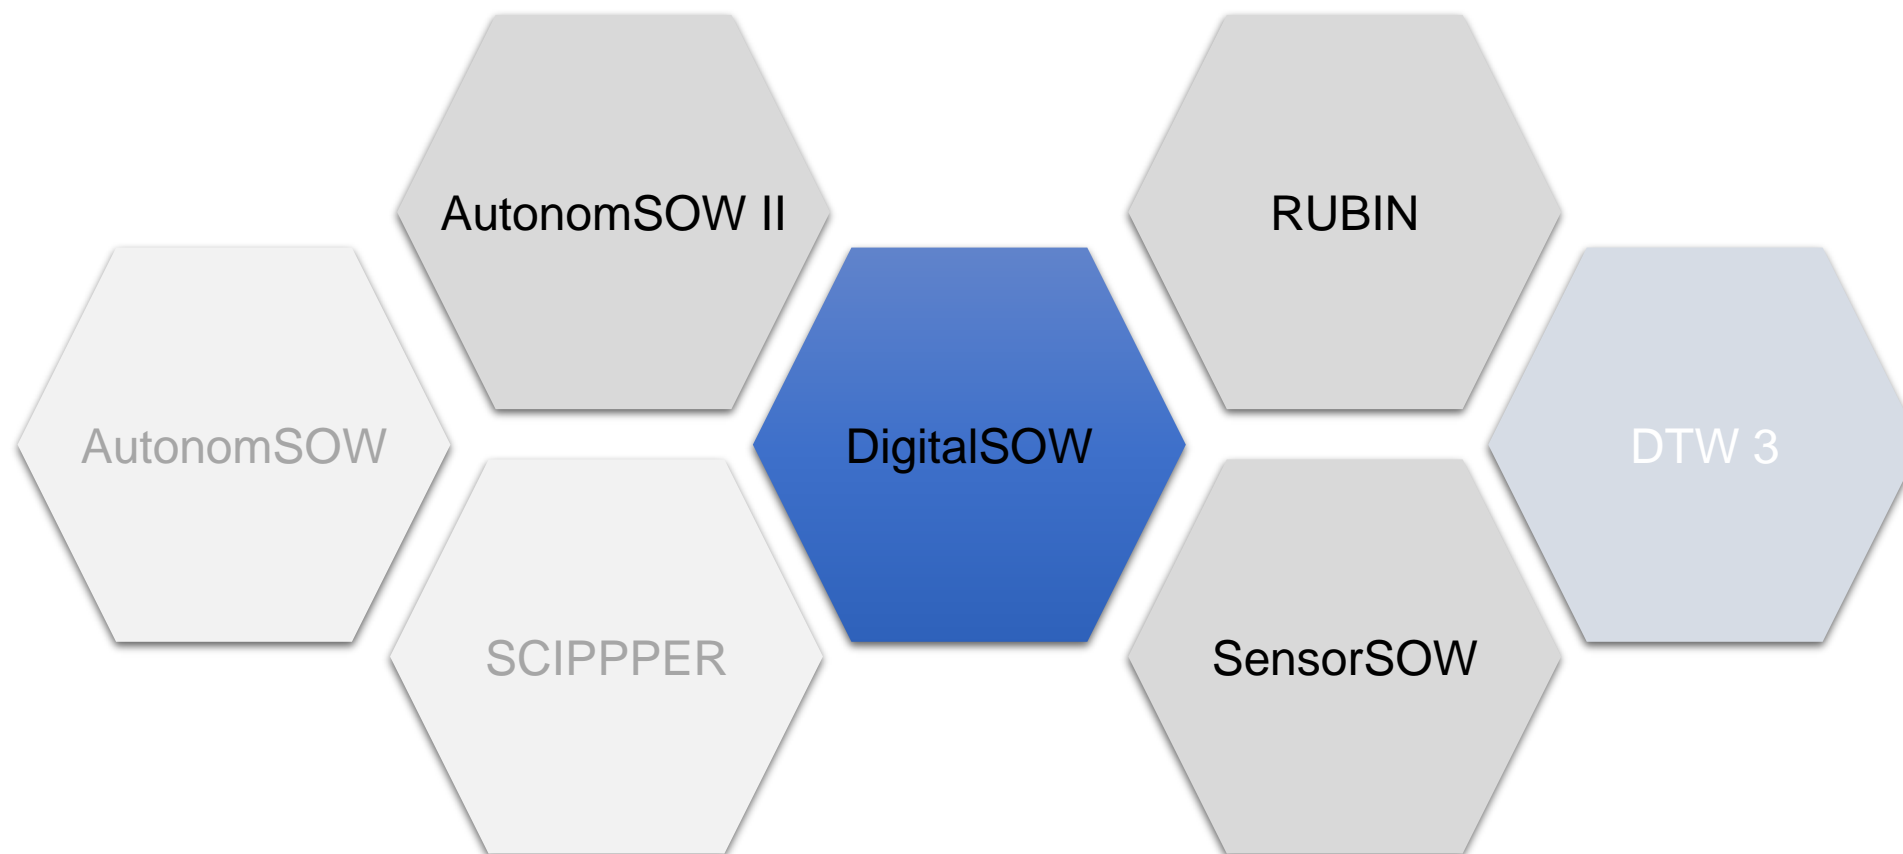 AutonomSOW II
RUBIN
AutonomSOW
DigitalSOW
DTW 3
SCIPPPER
SensorSOW